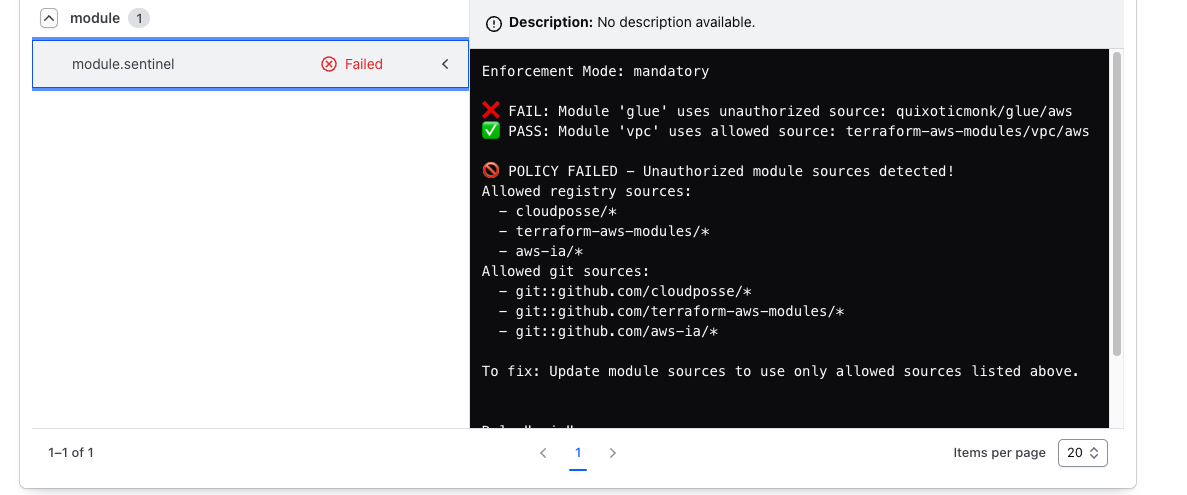 module 1
module.sentinel Failed
Description: No description available.
Enforcement Mode: mandatory
❌ FAIL: Module 'glue' uses unauthorized source: quixoticmonk/glue/aws
✅ PASS: Module 'vpc' uses allowed source: terraform-aws-modules/vpc/aws
🚫 POLICY FAILED - Unauthorized module sources detected!
Allowed registry sources:
- cloudposse/*
- terraform-aws-modules/*
- aws-ia/*
Allowed git sources:
- git::github.com/cloudposse/*
- git::github.com/terraform-aws-modules/*
- git::github.com/aws-ia/*
To fix: Update module sources to use only allowed sources listed above.
1–1 of 1
1
Items per page 20